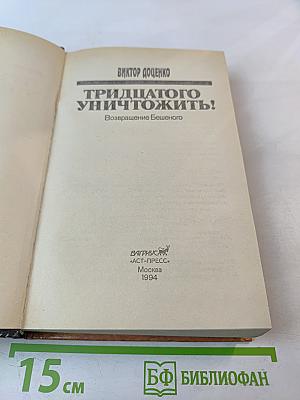 ВИКТОР ДОЦЕНКО
ТРИДЦАТОГО
УНИЧТОЖИТЬ!
Возвращение Бешеного
ВАГРИУС
«АСТ-ПРЕСС»
Москва
1994
15 см
БФ БИБЛИОФАН